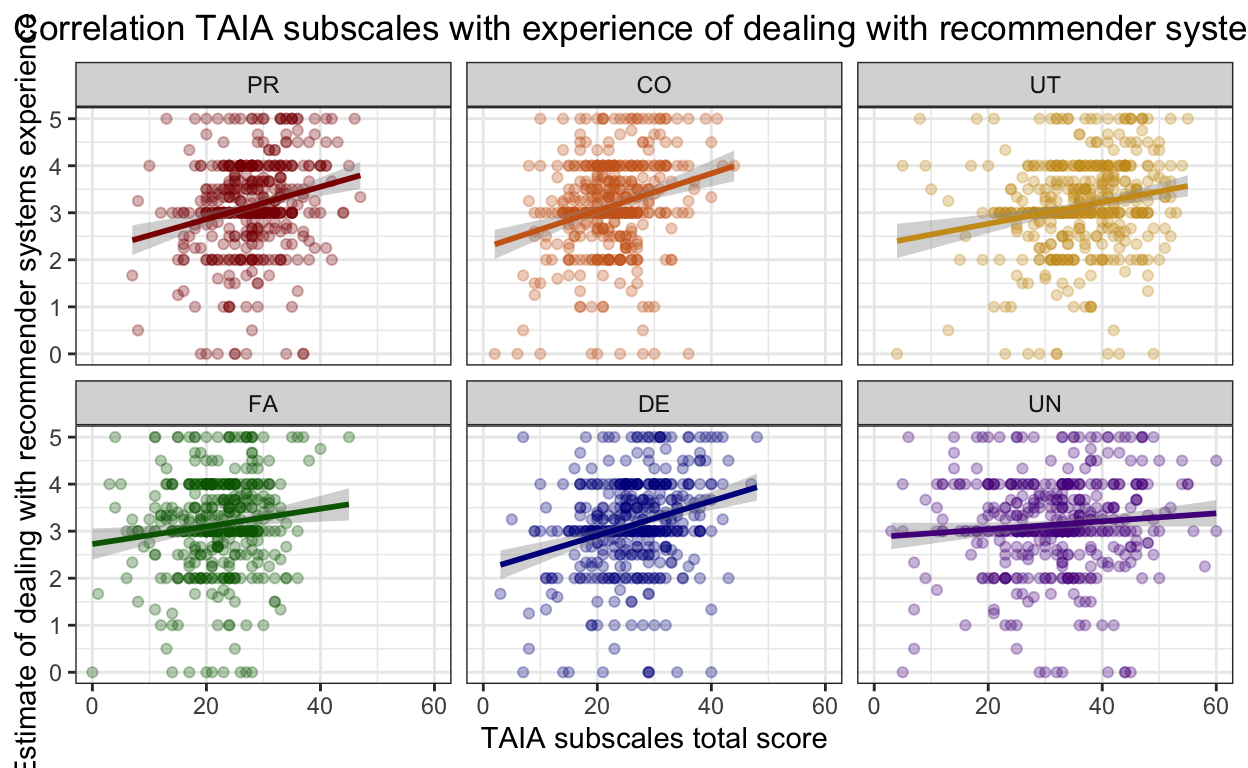 Correlation TAIA subscales with experience of dealing with recommender syste
PR
CO
UT
Estimate of dealing with recommender systems experience
5
4
3
2
1
0
FA
DE
UN
5
4
3
2
1
0
0 20 40 60
0 20 40 60
0 20 40 60
TAIA subscales total score